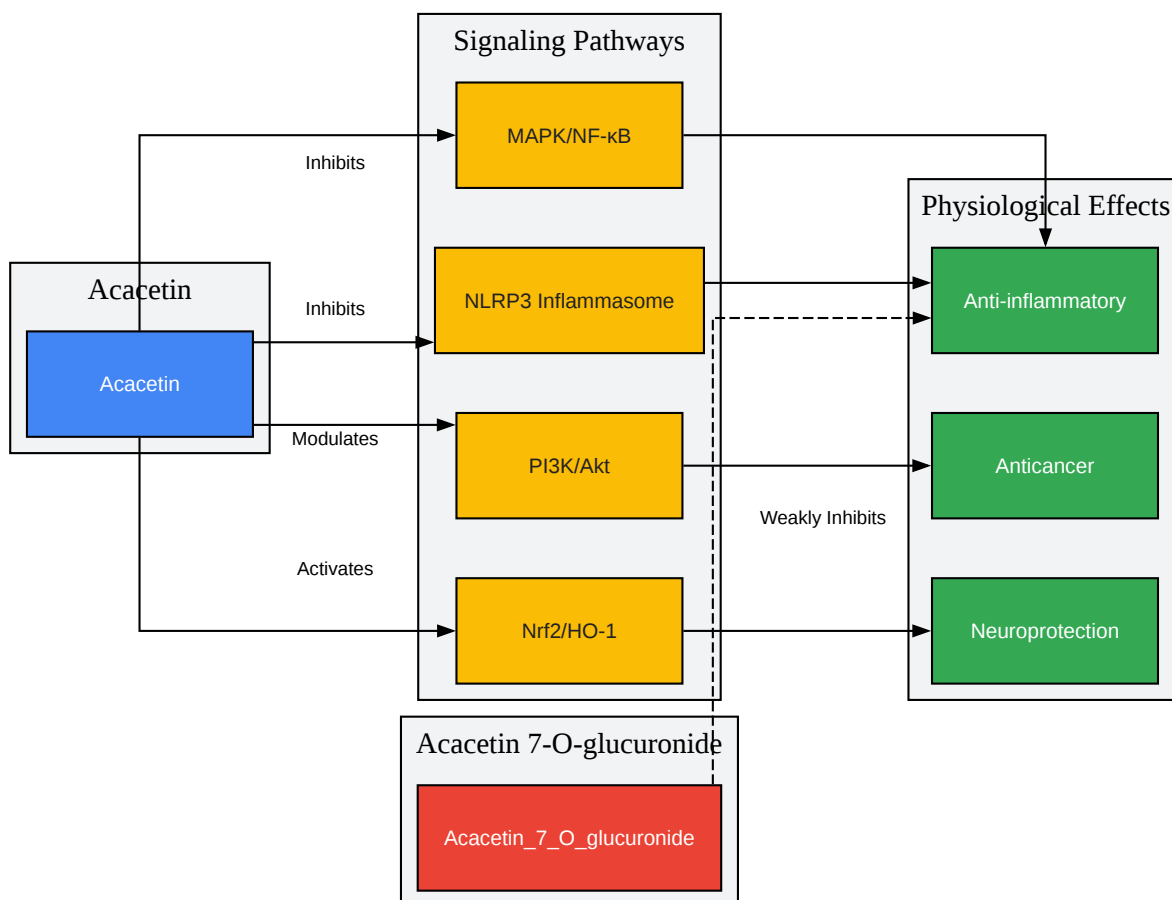 Signaling Pathways
MAPK/NF-κB
Inhibits
Physiological Effects
Acacetin
Inhibits
NLRP3 Inflammasome
Anti-inflammatory
Acacetin
Modulates
PI3K/Akt
Anticancer
Weakly Inhibits
Activates
Nrf2/HO-1
Neuroprotection
Acacetin 7-O-glucuronide
Acacetin_7_O_glucuronide